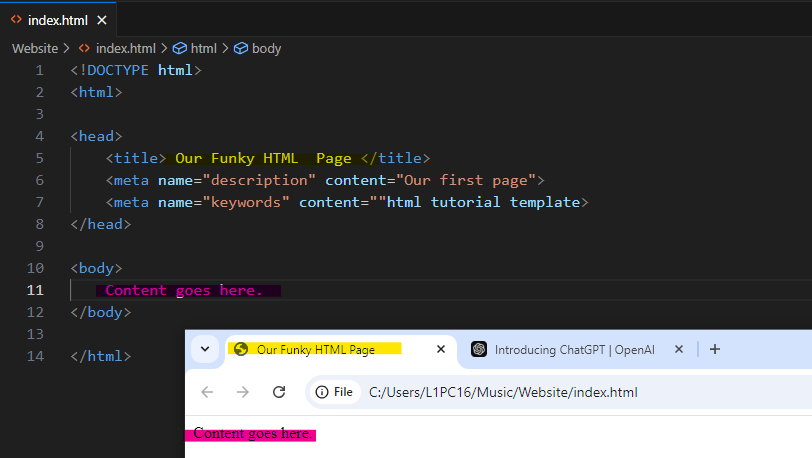 index.html
Website > index.html > html > body
1 <!DOCTYPE html>
2 <html>
3
4 <head>
5 <title> Our Funky HTML  Page </title>
6 <meta name="description" content="Our first page">
7 <meta name="keywords" content=""html tutorial template>
8 </head>
9
10 <body>
11 Content goes here.
12 </body>
13
14 </html>
Our Funky HTML Page Introducing ChatGPT | OpenAI
File C:/Users/L1PC16/Music/Website/index.html
Content goes here.